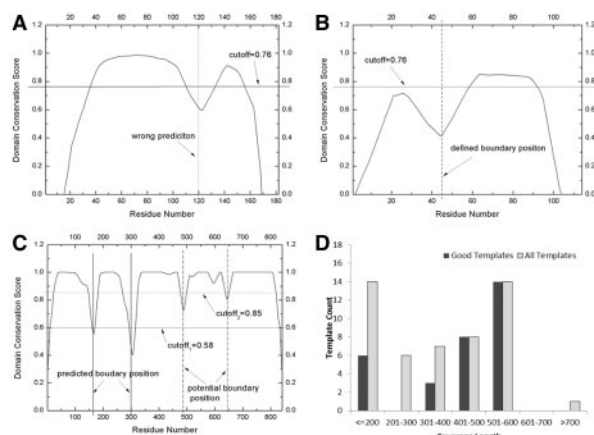 A
20 40 60 80 100 120 140 160 180
Domain Conservation Score
1.0
0.8
0.6
0.4
0.2
0.0
cutoff=0.76
wrong prediciton
0 20 40 60 80 100 120 140 160 180
Residue Number
B
20 40 60 80 100
Domain Conservation Score
1.0
0.8
0.6
0.4
0.2
0.0
cutoff=0.76
defined boundary positon
20 40 60 80 100
Residue Number
C
100 200 300 400 500 600 700 800
Domain Conservation Score
1.2
1.0
0.8
0.6
0.4
0.2
0.0
cutoff2=0.85
cutoff1=0.58
predicted boudary position
potential boundary
position
0 100 200 300 400 500 600 700 800
Residue Number
D
Good Templates All Templates
Template Count
18
16
14
12
10
8
6
4
2
0
<=200 201-300 301-400 401-500 501-600 601-700 >700